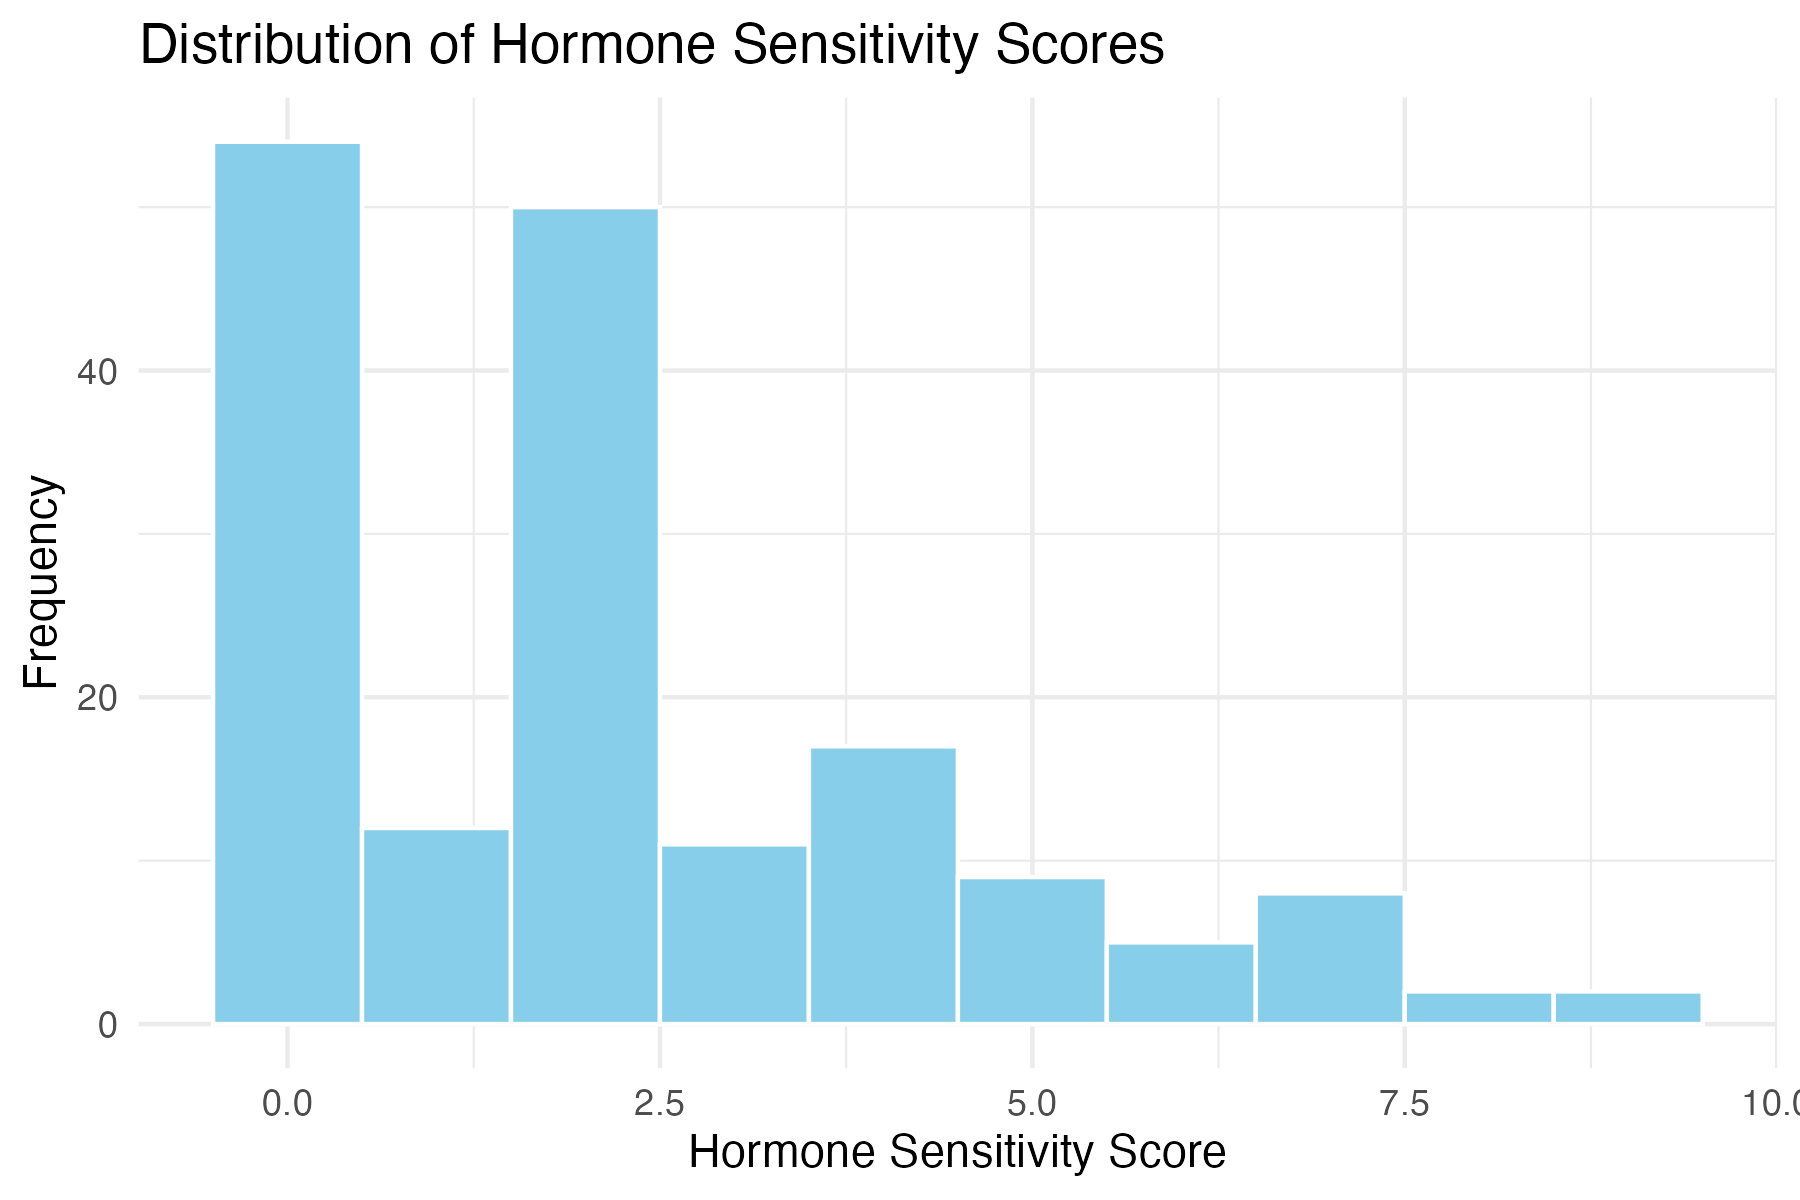 Distribution of Hormone Sensitivity Scores
Frequency
40
20
0
0.0 2.5 5.0 7.5 10.0
Hormone Sensitivity Score